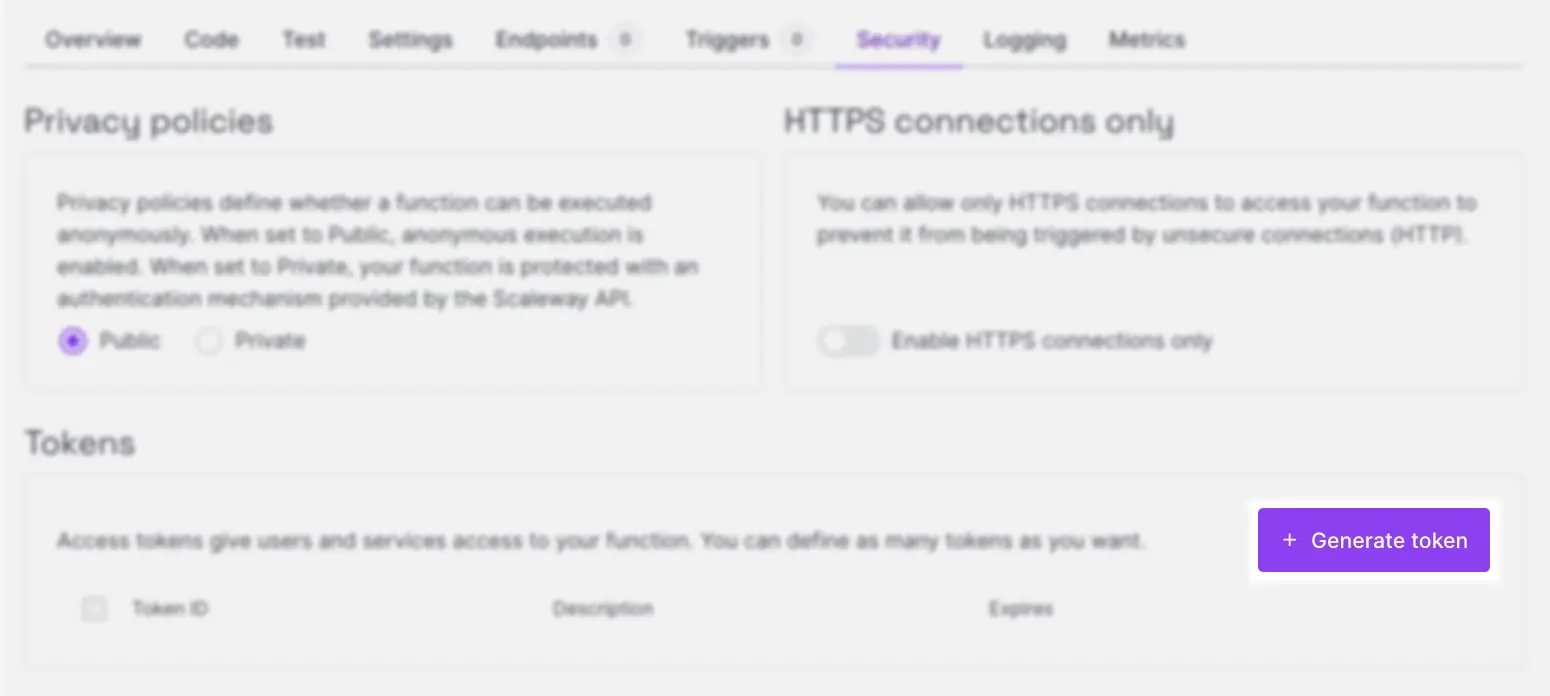 Overview Code Test Settings Endpoints 0 Triggers 0 Security Logging Metrics
Privacy policies
Privacy policies define whether a function can be executed
anonymously. When set to Public, anonymous execution is
enabled. When set to Private, your function is protected with an
authentication mechanism provided by the Scaleway API.
Public Private
HTTPS connections only
You can allow only HTTPS connections to access your function to
prevent it from being triggered by unsecure connections (HTTP).
Enable HTTPS connections only
Tokens
Access tokens give users and services access to your function. You can define as many tokens as you want.
+ Generate token
Token ID Description Expires